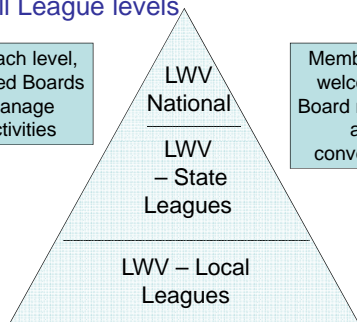 ll League levels
ach level,
ed Boards
anage
tivities
LWV
National
Memb
welco
Board
a
conve
LWV
– State
Leagues
LWV – Local
Leagues